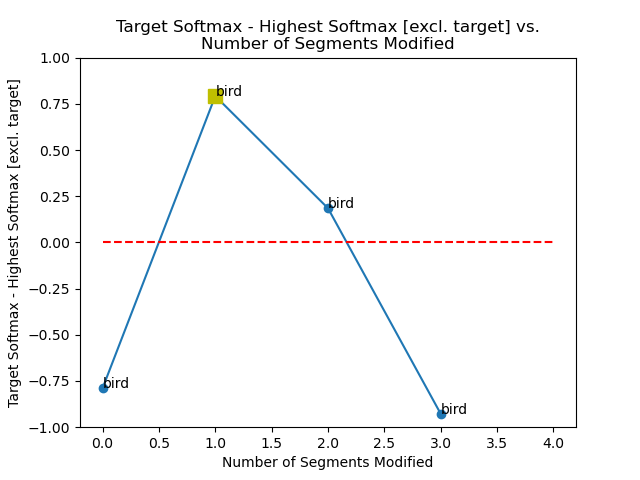 Target Softmax - Highest Softmax [excl. target] vs.
Number of Segments Modified
Target Softmax - Highest Softmax [excl. target]
1.00
0.75
0.50
0.25
0.00
−0.25
−0.50
−0.75
−1.00
bird
bird
bird
bird
0.0 0.5 1.0 1.5 2.0 2.5 3.0 3.5 4.0
Number of Segments Modified